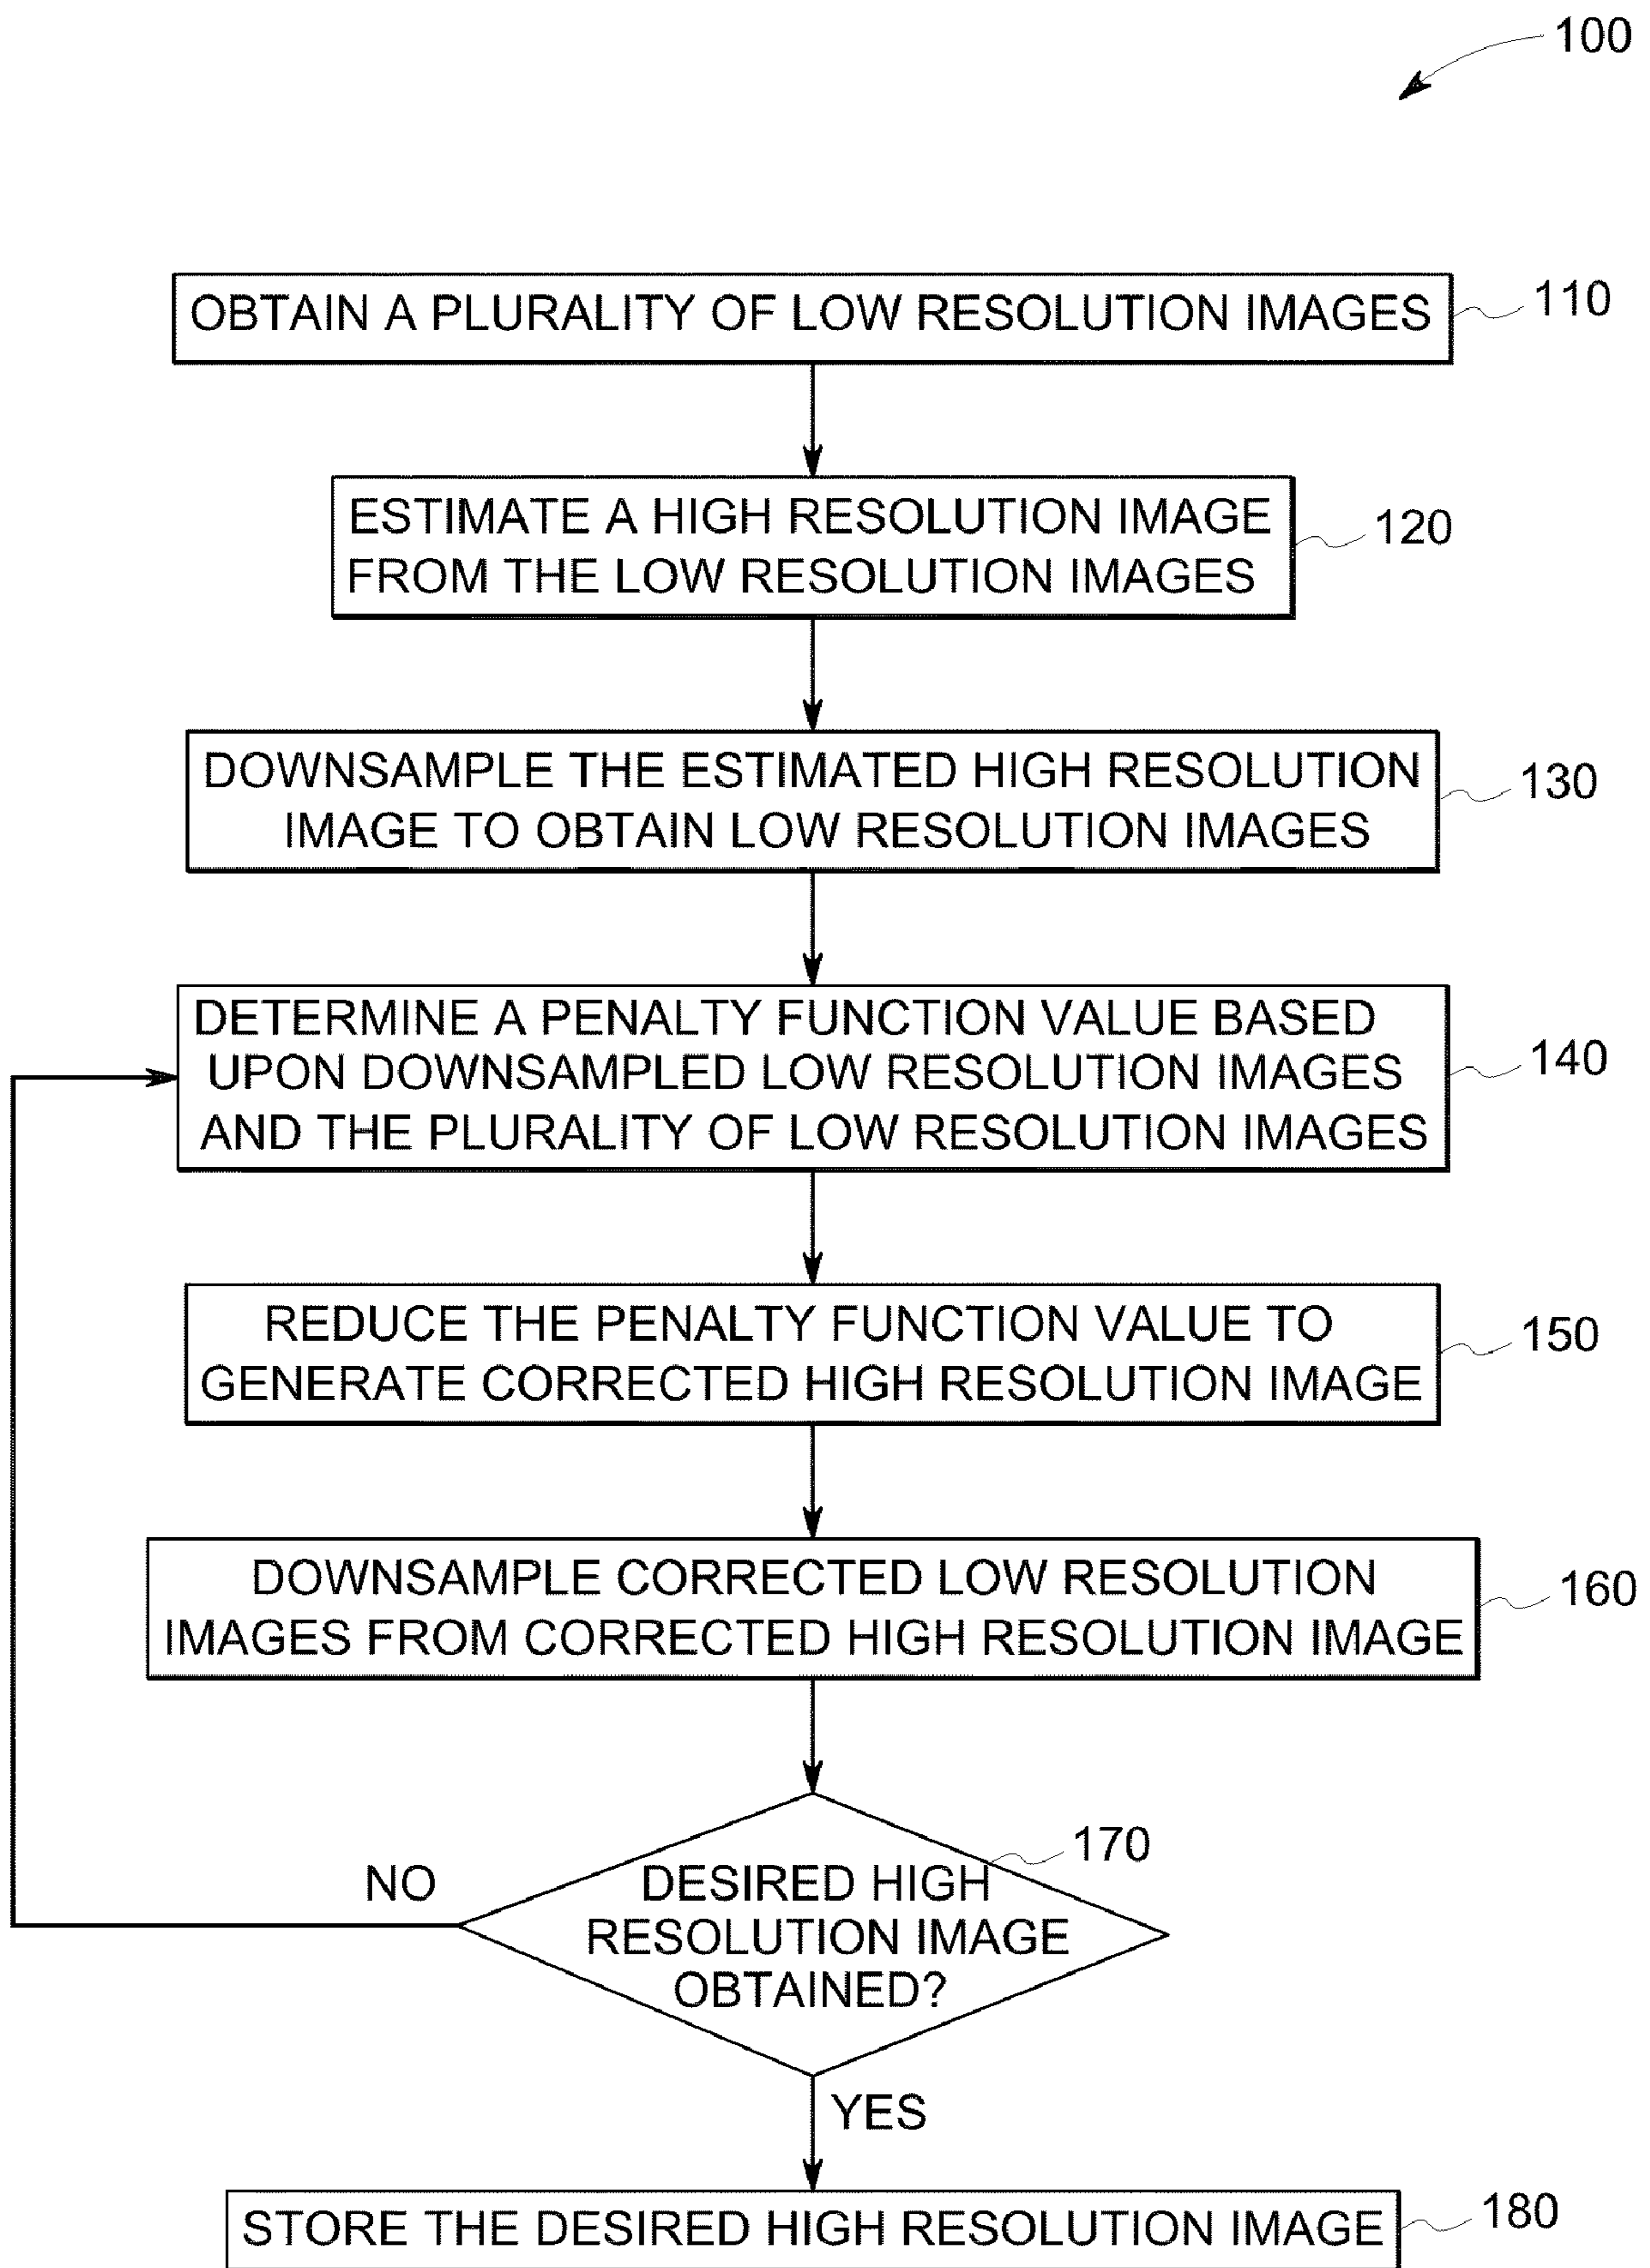 100
OBTAIN A PLURALITY OF LOW RESOLUTION IMAGES
110
ESTIMATE A HIGH RESOLUTION IMAGE
FROM THE LOW RESOLUTION IMAGES
120
DOWNSAMPLE THE ESTIMATED HIGH RESOLUTION
IMAGE TO OBTAIN LOW RESOLUTION IMAGES
130
DETERMINE A PENALTY FUNCTION VALUE BASED
UPON DOWNSAMPLED LOW RESOLUTION IMAGES
AND THE PLURALITY OF LOW RESOLUTION IMAGES
140
REDUCE THE PENALTY FUNCTION VALUE TO
GENERATE CORRECTED HIGH RESOLUTION IMAGE
150
DOWNSAMPLE CORRECTED LOW RESOLUTION
IMAGES FROM CORRECTED HIGH RESOLUTION IMAGE
160
170
NO
DESIRED HIGH
RESOLUTION IMAGE
OBTAINED?
YES
STORE THE DESIRED HIGH RESOLUTION IMAGE
180